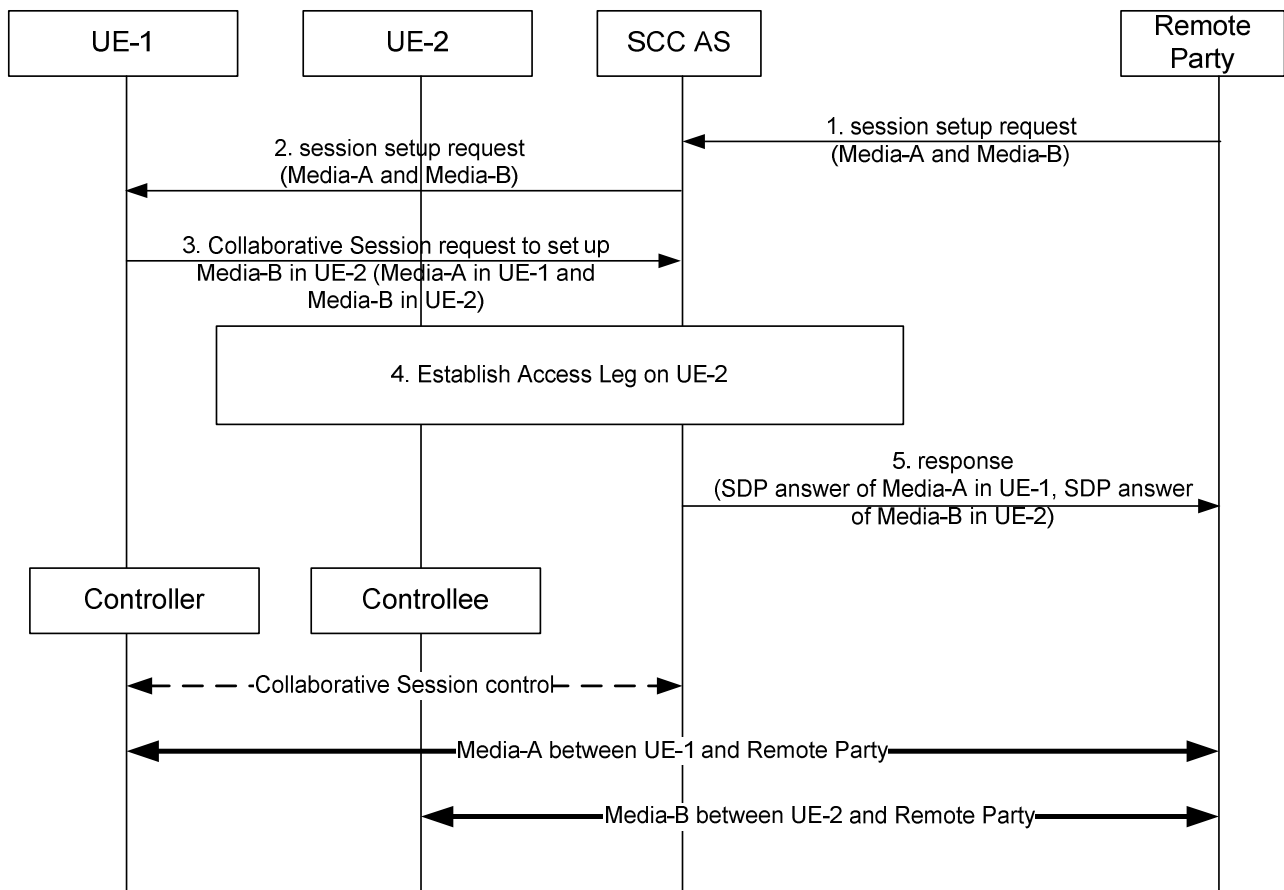 UE-1
UE-2
SCC AS
Remote
Party
1. session setup request
(Media-A and Media-B)
2. session setup request
(Media-A and Media-B)
3. Collaborative Session request to set up
Media-B in UE-2 (Media-A in UE-1 and
Media-B in UE-2)
4. Establish Access Leg on UE-2
5. response
(SDP answer of Media-A in UE-1, SDP answer
of Media-B in UE-2)
Controller
Controllee
Collaborative Session control
Media-A between UE-1 and Remote Party
Media-B between UE-2 and Remote Party